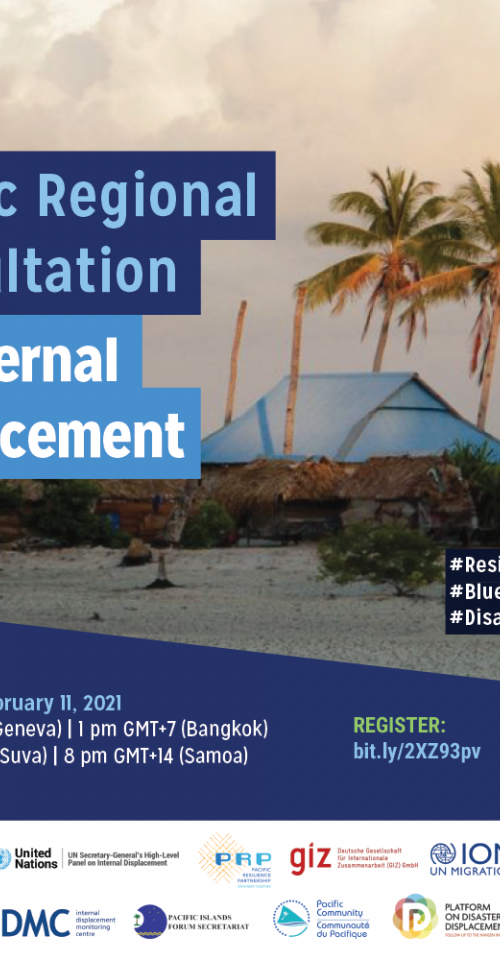 c Regional
ultation
ernal
cement
#Resi
#Blue
#Disa
bruary 11, 2021
Geneva) | 1 pm GMT+7 (Bangkok)
(Suva) | 8 pm GMT+14 (Samoa)
REGISTER:
bit.ly/2XZ93pv
United
Nations
UN Secretary-General's High-Level
Panel on Internal Displacement
PRP
PACIFIC
RESILIENCE
PARTNERSHIP
giz
Deutsche Gesellschaft
für Internationale
Zusammenarbeit (GIZ) GmbH
IOM
UN MIGRATIO
DMC
internal
displacement
monitoring
centre
PACIFIC ISLANDS
FORUM SECRETARIAT
Pacific
Community
Communauté
du Pacifique
PLATFORM
ON DISASTER
DISPLACEMEN